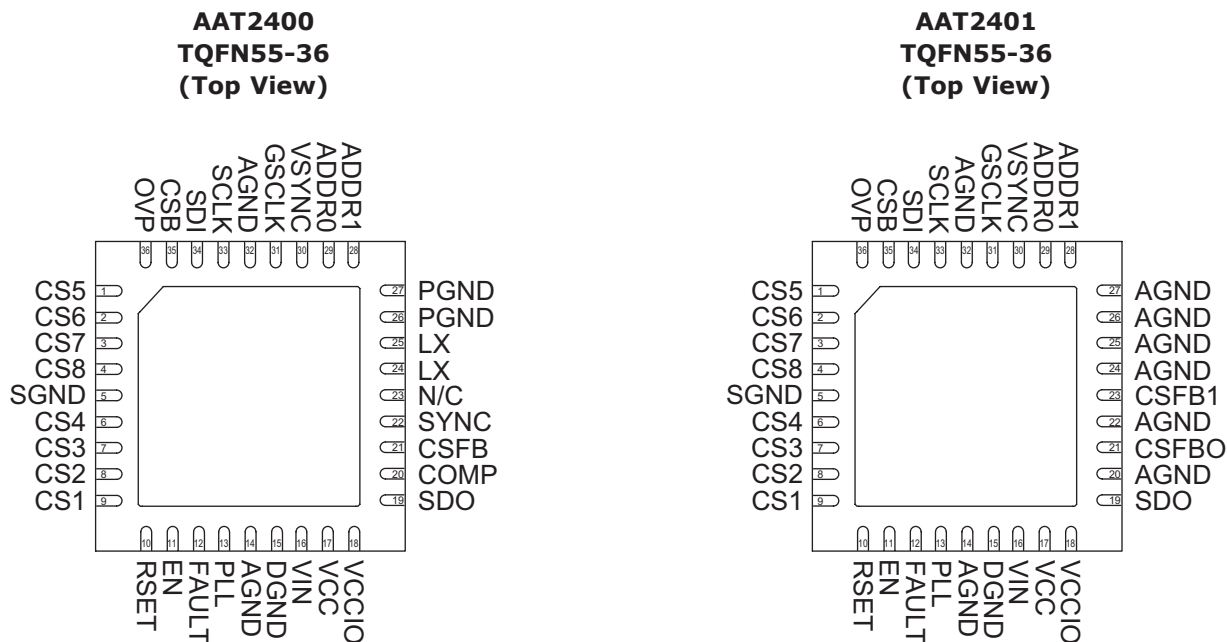 AAT2400
TQFN55-36
(Top View)
OVP
CSB
SDI
SCLK
AGND
GSCLK
VSYNC
ADDR0
ADDR1
36
35
34
33
32
31
30
29
28
CS5 1
CS6 2
CS7 3
CS8 4
SGND 5
CS4 6
CS3 7
CS2 8
CS1 9
27 PGND
26 PGND
25 LX
24 LX
23 N/C
22 SYNC
21 CSFB
20 COMP
19 SDO
10
11
12
13
14
15
16
17
18
RSET
EN
FAULT
PLL
AGND
DGND
VIN
VCC
VCCIO
AAT2401
TQFN55-36
(Top View)
OVP
CSB
SDI
SCLK
AGND
GSCLK
VSYNC
ADDR0
ADDR1
36
35
34
33
32
31
30
29
28
CS5 1
CS6 2
CS7 3
CS8 4
SGND 5
CS4 6
CS3 7
CS2 8
CS1 9
27 AGND
26 AGND
25 AGND
24 AGND
23 CSFB1
22 AGND
21 CSFBO
20 AGND
19 SDO
10
11
12
13
14
15
16
17
18
RSET
EN
FAULT
PLL
AGND
DGND
VIN
VCC
VCCIO